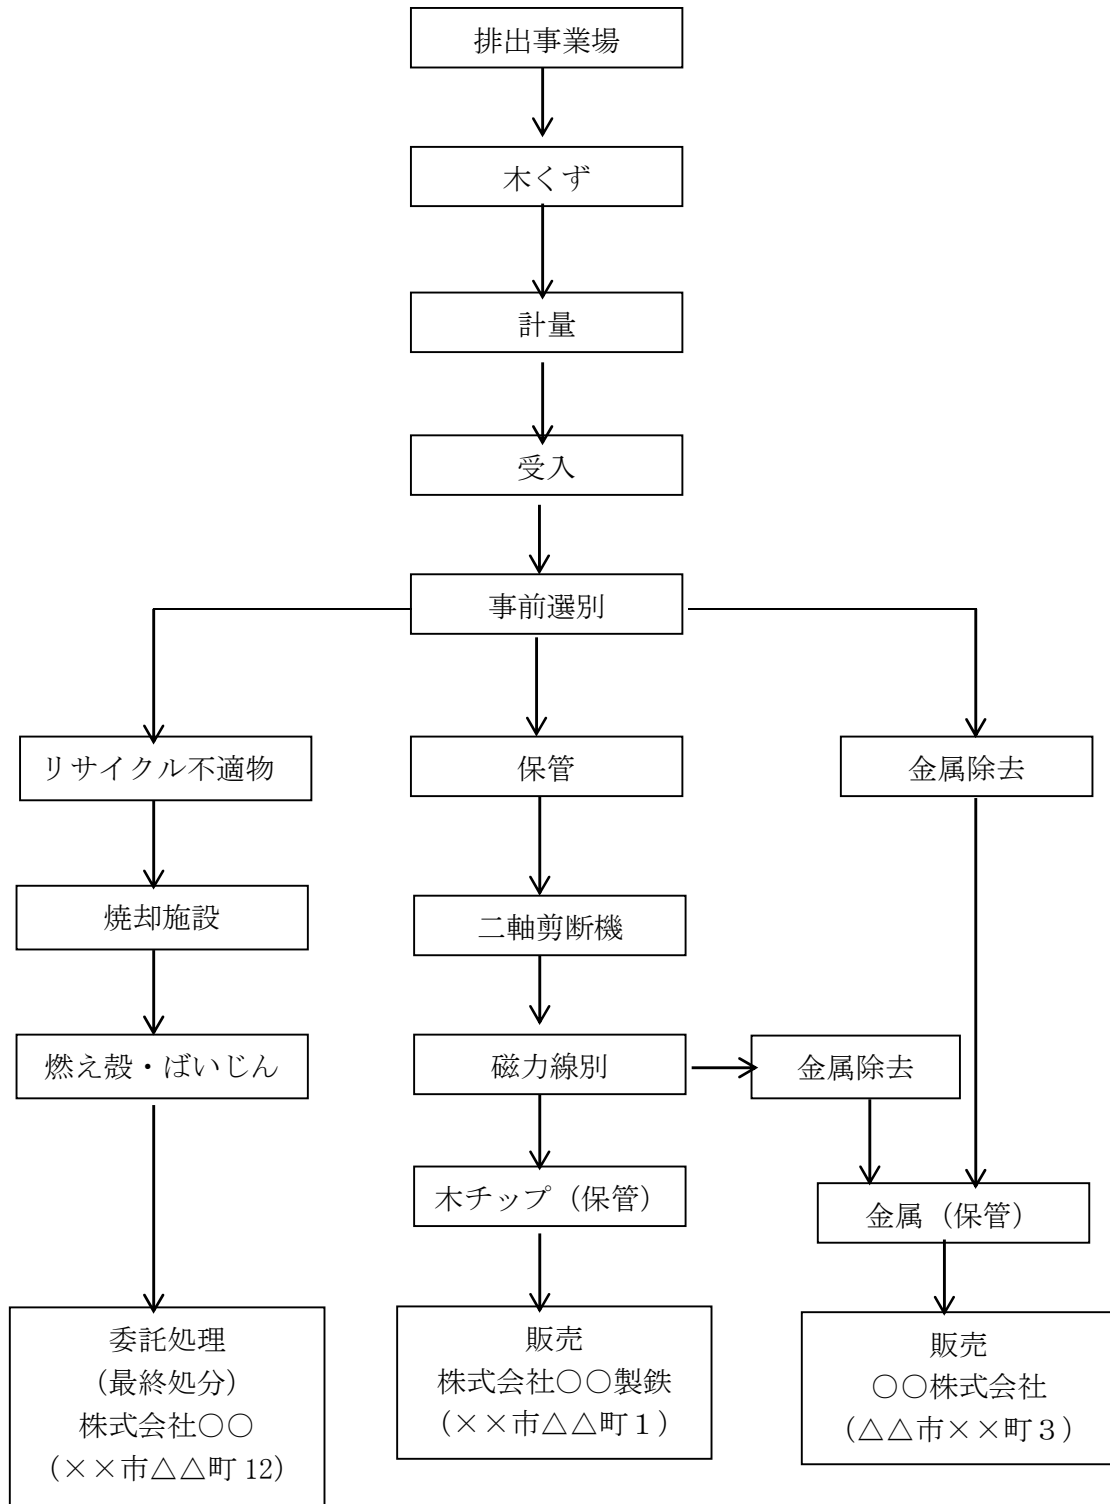 排出事業場
木くず
計量
受入
事前選別
リサイクル不適物
保管
金属除去
焼却施設
二軸剪断機
燃え殻・ばいじん
磁力線別
金属除去
木チップ（保管）
金属（保管）
委託処理
（最終処分）
株式会社○○
（××市△△町 12）
販売
株式会社○○製鉄
（××市△△町１）
販売
○○株式会社
（△△市××町３）